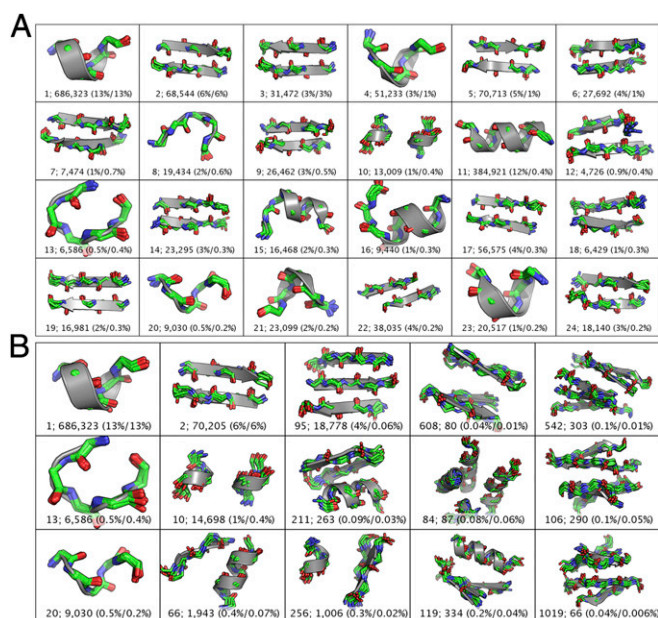 A
1; 686,323 (13%/13%)
2; 68,544 (6%/6%)
3; 31,472 (3%/3%)
4; 51,233 (3%/1%)
5; 70,713 (5%/1%)
6; 27,692 (4%/1%)
7; 7,474 (1%/0.7%)
8; 19,434 (2%/0.6%)
9; 26,462 (3%/0.5%)
10; 13,009 (1%/0.4%)
11; 384,921 (12%/0.4%)
12; 4,726 (0.9%/0.4%)
13; 6,586 (0.5%/0.4%)
14; 23,295 (3%/0.3%)
15; 16,468 (2%/0.3%)
16; 9,440 (1%/0.3%)
17; 56,575 (4%/0.3%)
18; 6,429 (1%/0.3%)
19; 16,981 (2%/0.3%)
20; 9,030 (0.5%/0.2%)
21; 23,099 (2%/0.2%)
22; 38,035 (4%/0.2%)
23; 20,517 (1%/0.2%)
24; 18,140 (3%/0.2%)
B
1; 686,323 (13%/13%)
2; 70,205 (6%/6%)
95; 18,778 (4%/0.06%)
608; 80 (0.04%/0.01%)
542; 303 (0.1%/0.01%)
13; 6,586 (0.5%/0.4%)
10; 14,698 (1%/0.4%)
211; 263 (0.09%/0.03%)
84; 87 (0.08%/0.06%)
106; 290 (0.1%/0.05%)
20; 9,030 (0.5%/0.2%)
66; 1,943 (0.4%/0.07%)
256; 1,006 (0.3%/0.02%)
119; 334 (0.2%/0.04%)
1019; 66 (0.04%/0.006%)